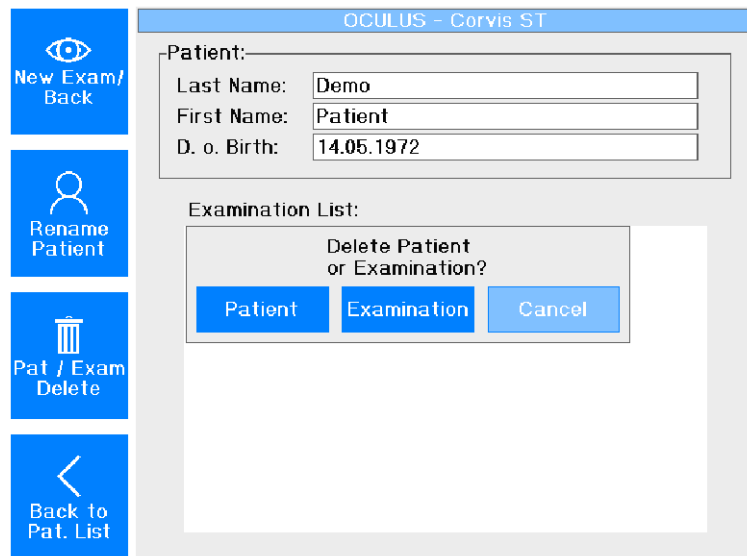 OCULUS - Corvis ST
New Exam/
Back
Patient:
Last Name: Demo
First Name: Patient
D. o. Birth: 14.05.1972
Rename
Patient
Examination List:
Delete Patient
or Examination?
Patient Examination Cancel
Pat / Exam
Delete
Back to
Pat. List